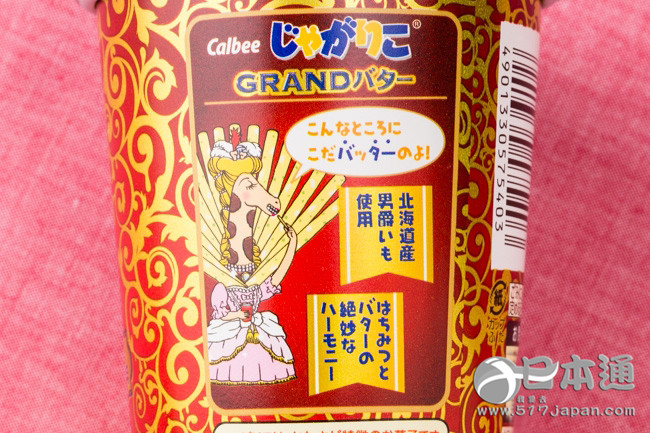 Calbee じゃがりこ®
GRANDバター
こんなところに
こだバッターのよ!
北海道産
男爵いも
使用
はちみつと
バターの
絶妙な
ハーモニー
4901330575403
紙
日本通
www.517japan.com